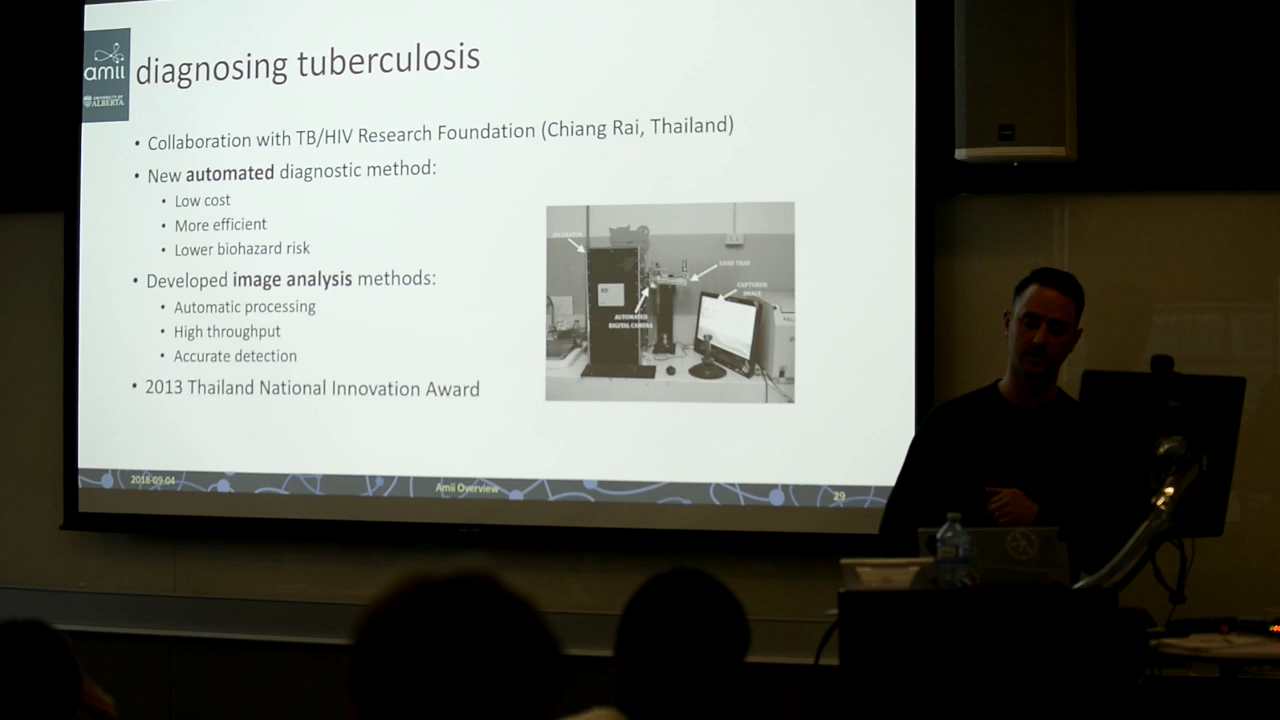 amii
UNIVERSITY OF
ALBERTA
diagnosing tuberculosis
• Collaboration with TB/HIV Research Foundation (Chiang Rai, Thailand)
• New automated diagnostic method:
• Low cost
• More efficient
• Lower biohazard risk
• Developed image analysis methods:
• Automatic processing
• High throughput
• Accurate detection
• 2013 Thailand National Innovation Award
INCUBATOR
LOAD TRAY
CAPTURED
IMAGE
AUTOMATED
DIGITAL CAMERA
2018-09-04
Amii Overview
29